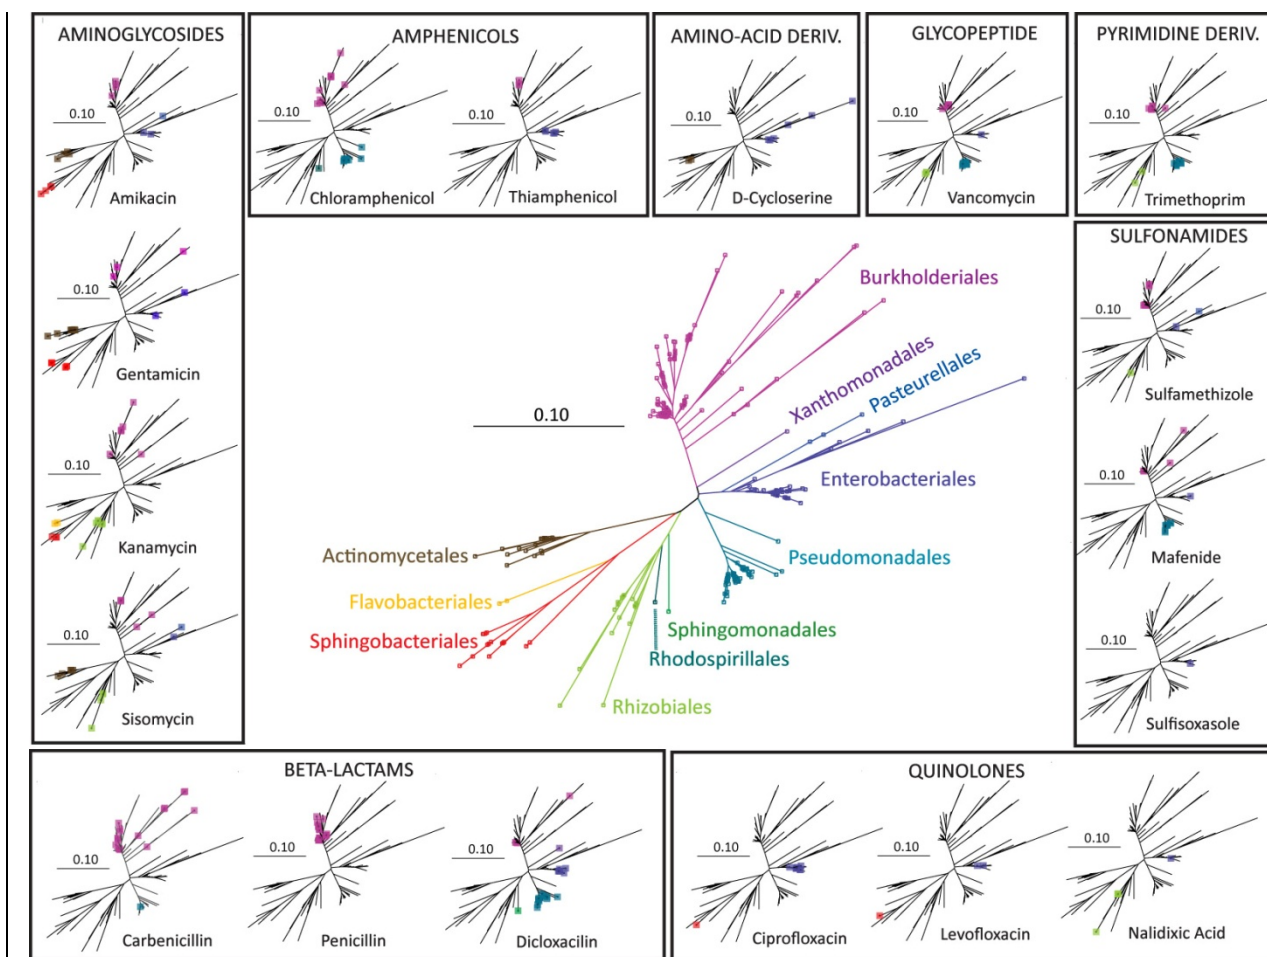 AMINOGLYCOSIDES
0.10
Amikacin
0.10
Gentamicin
0.10
Kanamycin
0.10
Sisomycin
AMPHENICOLS
0.10
Chloramphenicol
0.10
Thiamphenicol
AMINO-ACID DERIV.
0.10
D-Cycloserine
GLYCOPEPTIDE
0.10
Vancomycin
PYRIMIDINE DERIV.
0.10
Trimethoprim
SULFONAMIDES
0.10
Sulfamethizole
0.10
Mafenide
0.10
Sulfisoxasole
0.10
Burkholderiales
Xanthomonadales
Pasteurellales
Enterobacteriales
Pseudomonadales
Actinomycetales
Flavobacteriales
Sphingobacteriales
Sphingomonadales
Rhodospirillales
Rhizobiales
BETA-LACTAMS
0.10
Carbenicillin
0.10
Penicillin
0.10
Dicloxacilin
QUINOLONES
0.10
Ciprofloxacin
0.10
Levofloxacin
0.10
Nalidixic Acid